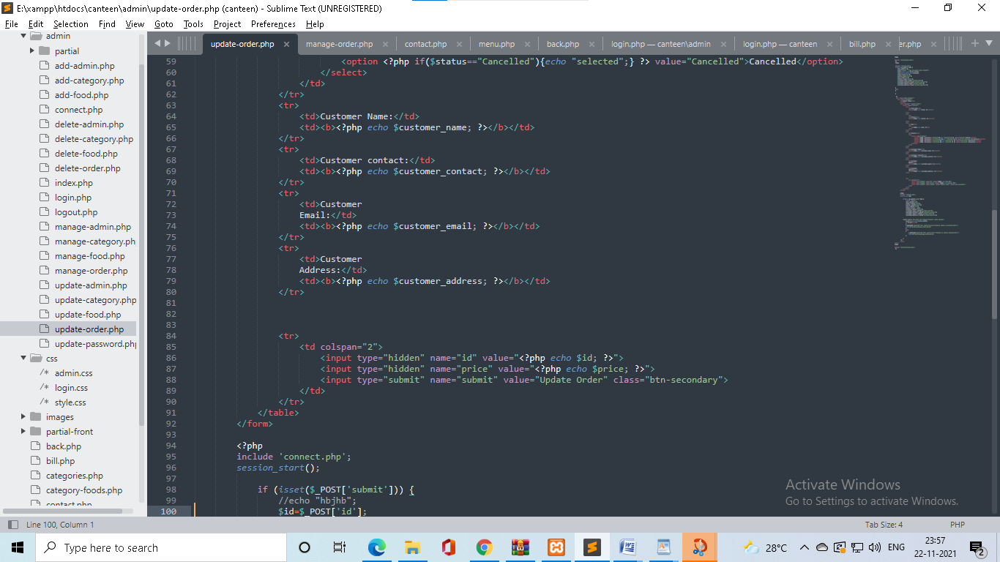 E:\xampp\htdocs\canteen\admin\update-order.php (canteen) - Sublime Text (UNREGISTERED)
File Edit Selection Find View Goto Tools Project Preferences Help
admin
partial
add-admin.php
add-category.php
add-food.php
connect.php
delete-admin.php
delete-category.php
delete-food.php
delete-order.php
index.php
login.php
logout.php
manage-admin.php
manage-category.ph
manage-food.php
manage-order.php
update-admin.php
update-category.php
update-food.php
update-order.php
update-password.php
css
/* admin.css
/* login.css
/* style.css
images
partial-front
back.php
bill.php
categories.php
category-foods.php
contact.php
update-order.php × manage-order.php × contact.php × menu.php × back.php × login.php — canteen\admin × login.php — canteen × bill.php × er.php × + ▼
59 <option <?php if($status=="Cancelled"){echo "selected";} ?> value="Cancelled">Cancelled</option>
60 </select>
61 </td>
62 </tr>
63 <tr>
64 <td>Customer Name:</td>
65 <td><b><?php echo $customer_name; ?></b></td>
66 </tr>
67 <tr>
68 <td>Customer contact:</td>
69 <td><b><?php echo $customer_contact; ?></b></td>
70 </tr>
71 <tr>
72 <td>Customer
73 Email:</td>
74 <td><b><?php echo $customer_email; ?></b></td>
75 </tr>
76 <tr>
77 <td>Customer
78 Address:</td>
79 <td><b><?php echo $customer_address; ?></b></td>
80 </tr>
81
82
83
84 <tr>
85 <td colspan="2">
86 <input type="hidden" name="id" value="<?php echo $id; ?>">
87 <input type="hidden" name="price" value="<?php echo $price; ?>">
88 <input type="submit" name="submit" value="Update Order" class="btn-secondary">
89 </td>
90 </tr>
91 </table>
92 </form>
93
94 <?php
95 include 'connect.php';
96 session_start();
97
98 if (isset($_POST['submit'])) {
99 //echo "hbjhb";
100 $id=$_POST['id'];
Activate Windows
Go to Settings to activate Windows.
Line 100, Column 1 Tab Size: 4 PHP
Type here to search
28°C ENG
23:57
22-11-2021
2